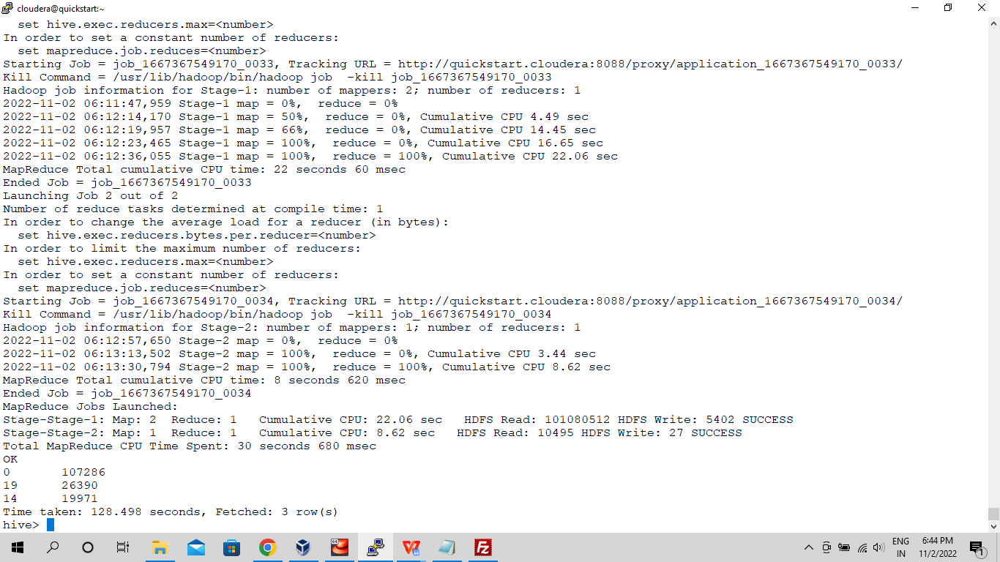 cloudera@quickstart:~
set hive.exec.reducers.max=<number>
In order to set a constant number of reducers:
set mapreduce.job.reduces=<number>
Starting Job = job_1667367549170_0033, Tracking URL = http://quickstart.cloudera:8088/proxy/application_1667367549170_0033/
Kill Command = /usr/lib/hadoop/bin/hadoop job  -kill job_1667367549170_0033
Hadoop job information for Stage-1: number of mappers: 2; number of reducers: 1
2022-11-02 06:11:47,959 Stage-1 map = 0%,  reduce = 0%
2022-11-02 06:12:14,170 Stage-1 map = 50%,  reduce = 0%, Cumulative CPU 4.49 sec
2022-11-02 06:12:19,957 Stage-1 map = 66%,  reduce = 0%, Cumulative CPU 14.45 sec
2022-11-02 06:12:23,465 Stage-1 map = 100%,  reduce = 0%, Cumulative CPU 16.65 sec
2022-11-02 06:12:36,055 Stage-1 map = 100%,  reduce = 100%, Cumulative CPU 22.06 sec
MapReduce Total cumulative CPU time: 22 seconds 60 msec
Ended Job = job_1667367549170_0033
Launching Job 2 out of 2
Number of reduce tasks determined at compile time: 1
In order to change the average load for a reducer (in bytes):
set hive.exec.reducers.bytes.per.reducer=<number>
In order to limit the maximum number of reducers:
set hive.exec.reducers.max=<number>
In order to set a constant number of reducers:
set mapreduce.job.reduces=<number>
Starting Job = job_1667367549170_0034, Tracking URL = http://quickstart.cloudera:8088/proxy/application_1667367549170_0034/
Kill Command = /usr/lib/hadoop/bin/hadoop job  -kill job_1667367549170_0034
Hadoop job information for Stage-2: number of mappers: 1; number of reducers: 1
2022-11-02 06:12:57,650 Stage-2 map = 0%,  reduce = 0%
2022-11-02 06:13:13,502 Stage-2 map = 100%,  reduce = 0%, Cumulative CPU 3.44 sec
2022-11-02 06:13:30,794 Stage-2 map = 100%,  reduce = 100%, Cumulative CPU 8.62 sec
MapReduce Total cumulative CPU time: 8 seconds 620 msec
Ended Job = job_1667367549170_0034
MapReduce Jobs Launched:
Stage-Stage-1: Map: 2  Reduce: 1   Cumulative CPU: 22.06 sec   HDFS Read: 101080512 HDFS Write: 5402 SUCCESS
Stage-Stage-2: Map: 1  Reduce: 1   Cumulative CPU: 8.62 sec   HDFS Read: 10495 HDFS Write: 27 SUCCESS
Total MapReduce CPU Time Spent: 30 seconds 680 msec
OK
0	107286
19	26390
14	19971
Time taken: 128.498 seconds, Fetched: 3 row(s)
hive>
ENG
IN
6:44 PM
11/2/2022
1